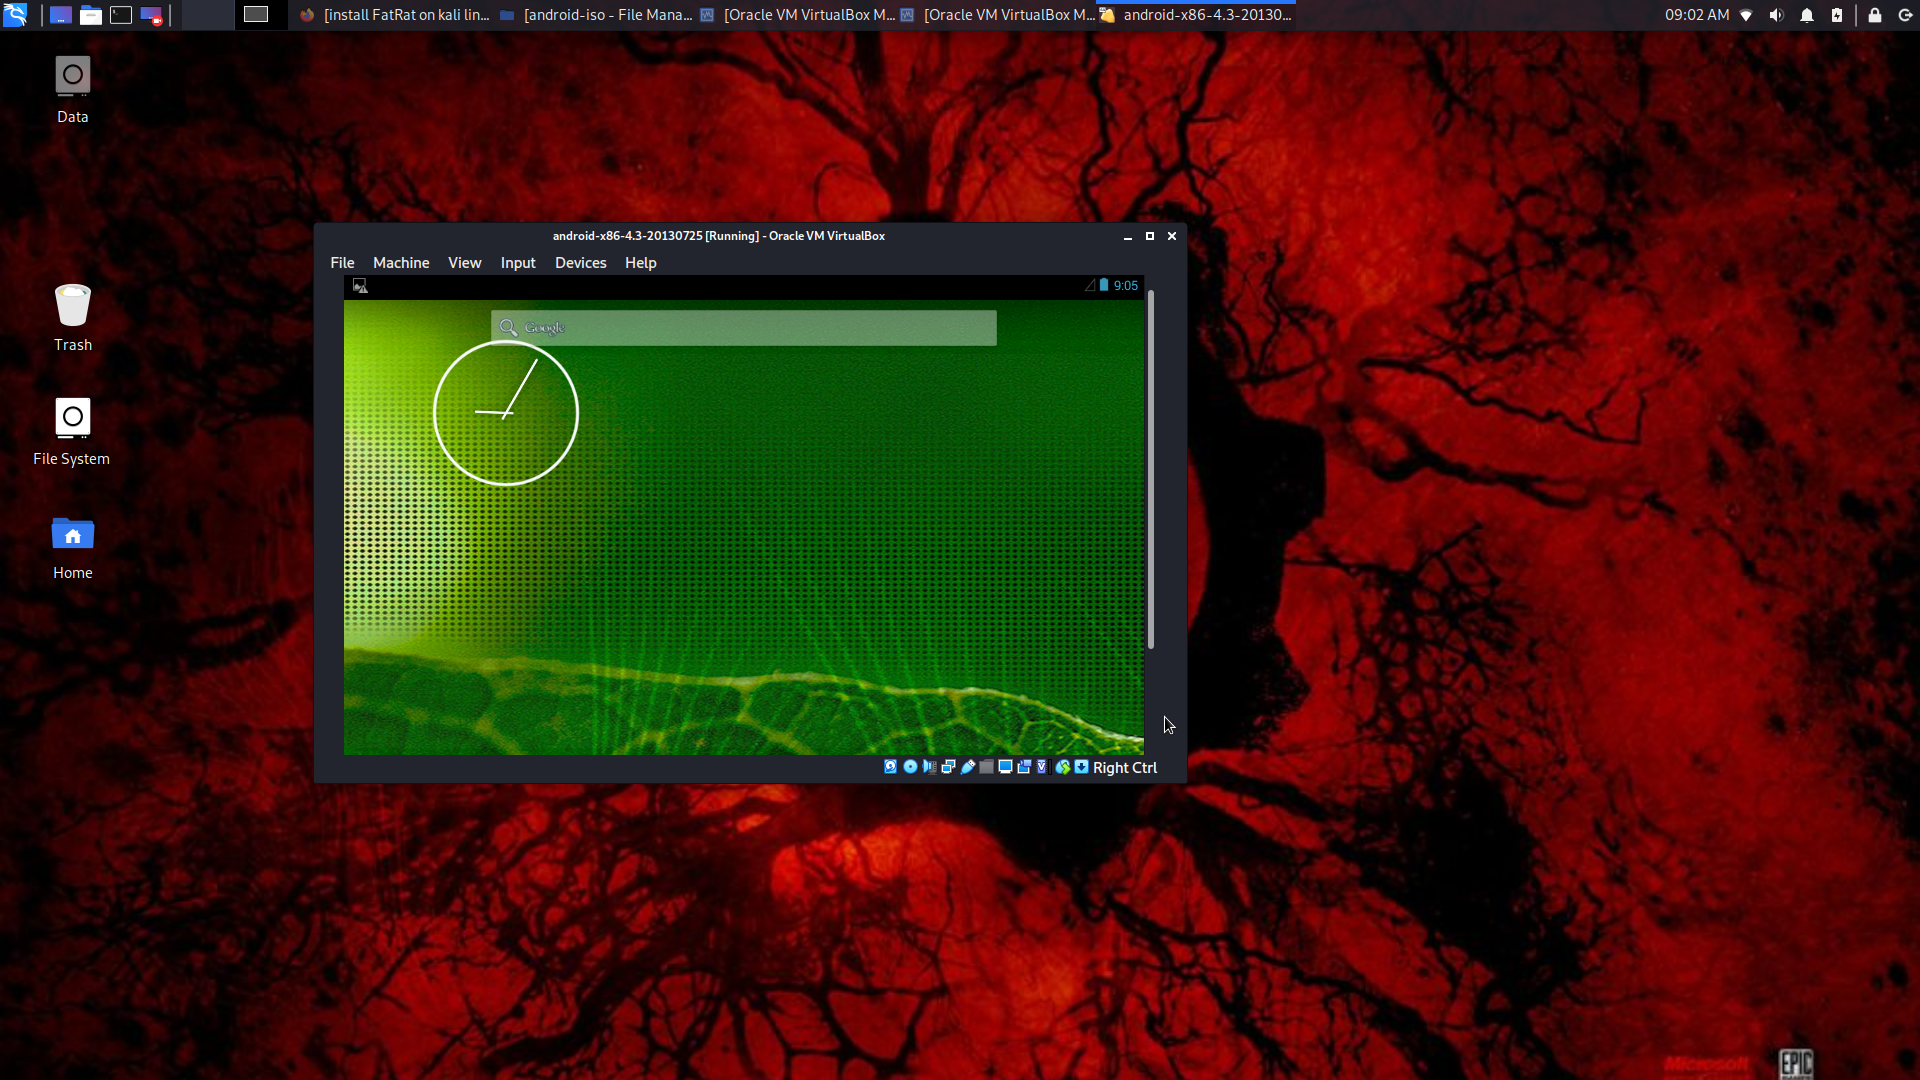 [install FatRat on kali lin...
[android-iso - File Mana...
[Oracle VM VirtualBox M...
[Oracle VM VirtualBox M...
android-x86-4.3-20130...
09:02 AM
Data
Trash
File System
Home
android-x86-4.3-20130725 [Running] - Oracle VM VirtualBox
File Machine View Input Devices Help
9:05
Google
Right Ctrl
Microsoft
EPIC